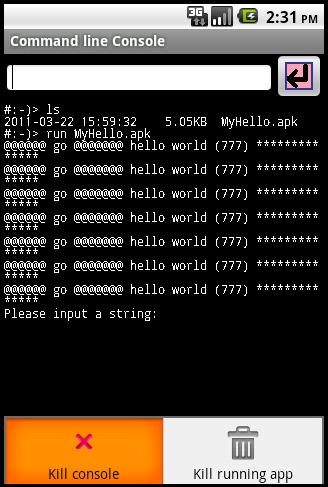 3G 2:31 PM
Command line Console
#:-)> ls
2011-03-22 15:59:32    5.05KB  MyHello.apk
#:-)> run MyHello.apk
@@@@@@ go @@@@@@@ hello world (777) *********
*****
@@@@@@ go @@@@@@@ hello world (777) *********
*****
@@@@@@ go @@@@@@@ hello world (777) *********
*****
@@@@@@ go @@@@@@@ hello world (777) *********
*****
@@@@@@ go @@@@@@@ hello world (777) *********
*****
@@@@@@ go @@@@@@@ hello world (777) *********
*****
@@@@@@ go @@@@@@@ hello world (777) *********
*****
Please input a string:
Kill console
Kill running app